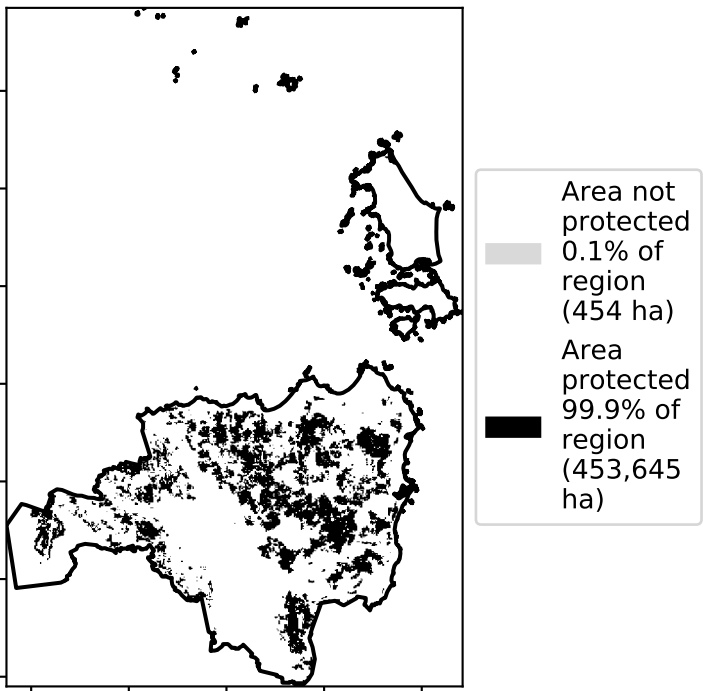 Area not
protected
0.1% of
region
(454 ha)
Area
protected
99.9% of
region
(453,645
ha)